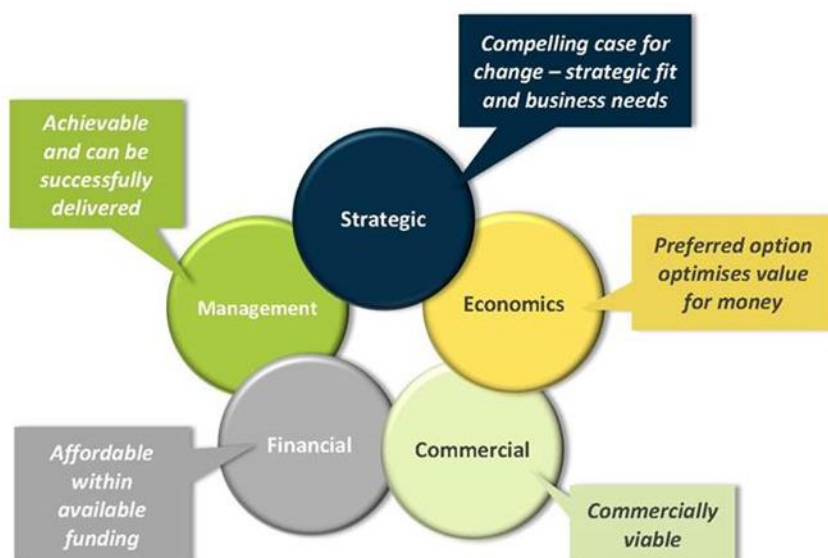 Compelling case for
change – strategic fit
and business needs
Achievable
and can be
successfully
delivered
Strategic
Preferred option
optimises value
for money
Management
Economics
Financial
Commercial
Affordable
within
available
funding
Commercially
viable